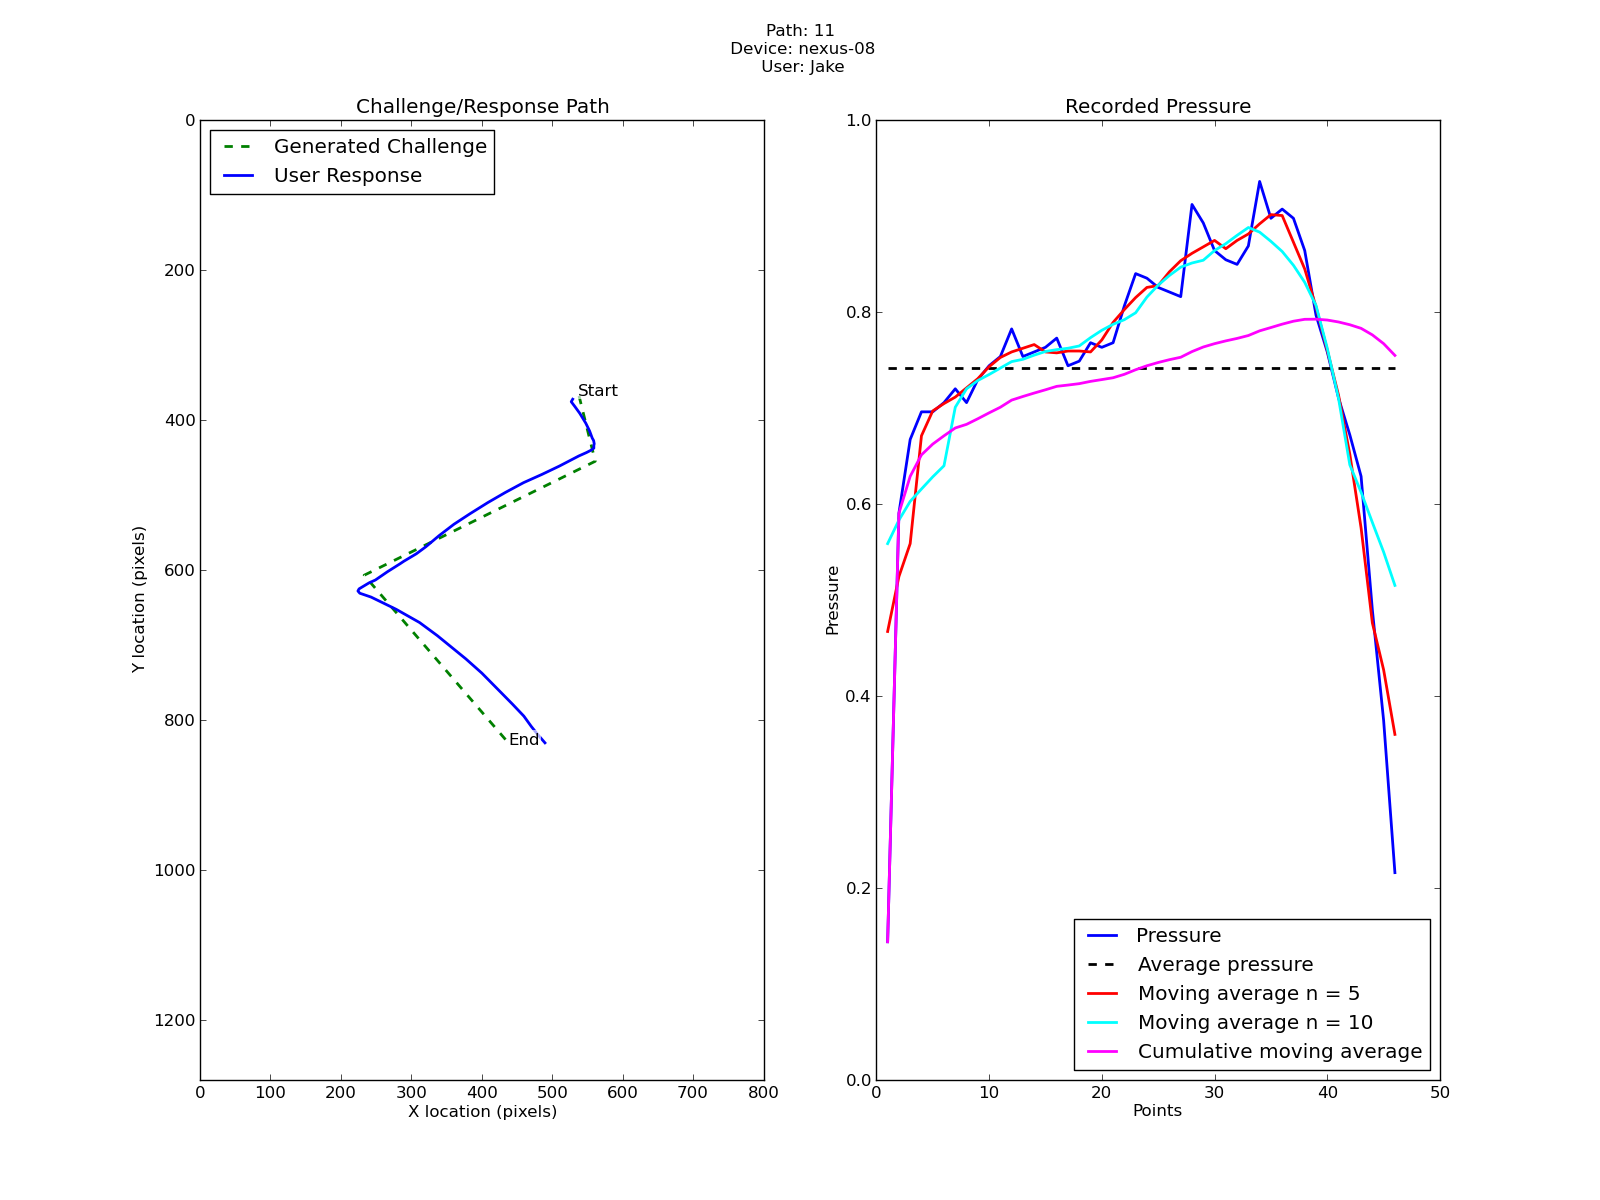 Path: 11
Device: nexus-08
User: Jake
Challenge/Response Path
Generated Challenge
User Response
0
200
400
600
800
1000
1200
Y location (pixels)
Start
End
0 100 200 300 400 500 600 700 800
X location (pixels)
Recorded Pressure
1.0
0.8
0.6
0.4
0.2
0.0
Pressure
Pressure
Average pressure
Moving average n = 5
Moving average n = 10
Cumulative moving average
0 10 20 30 40 50
Points